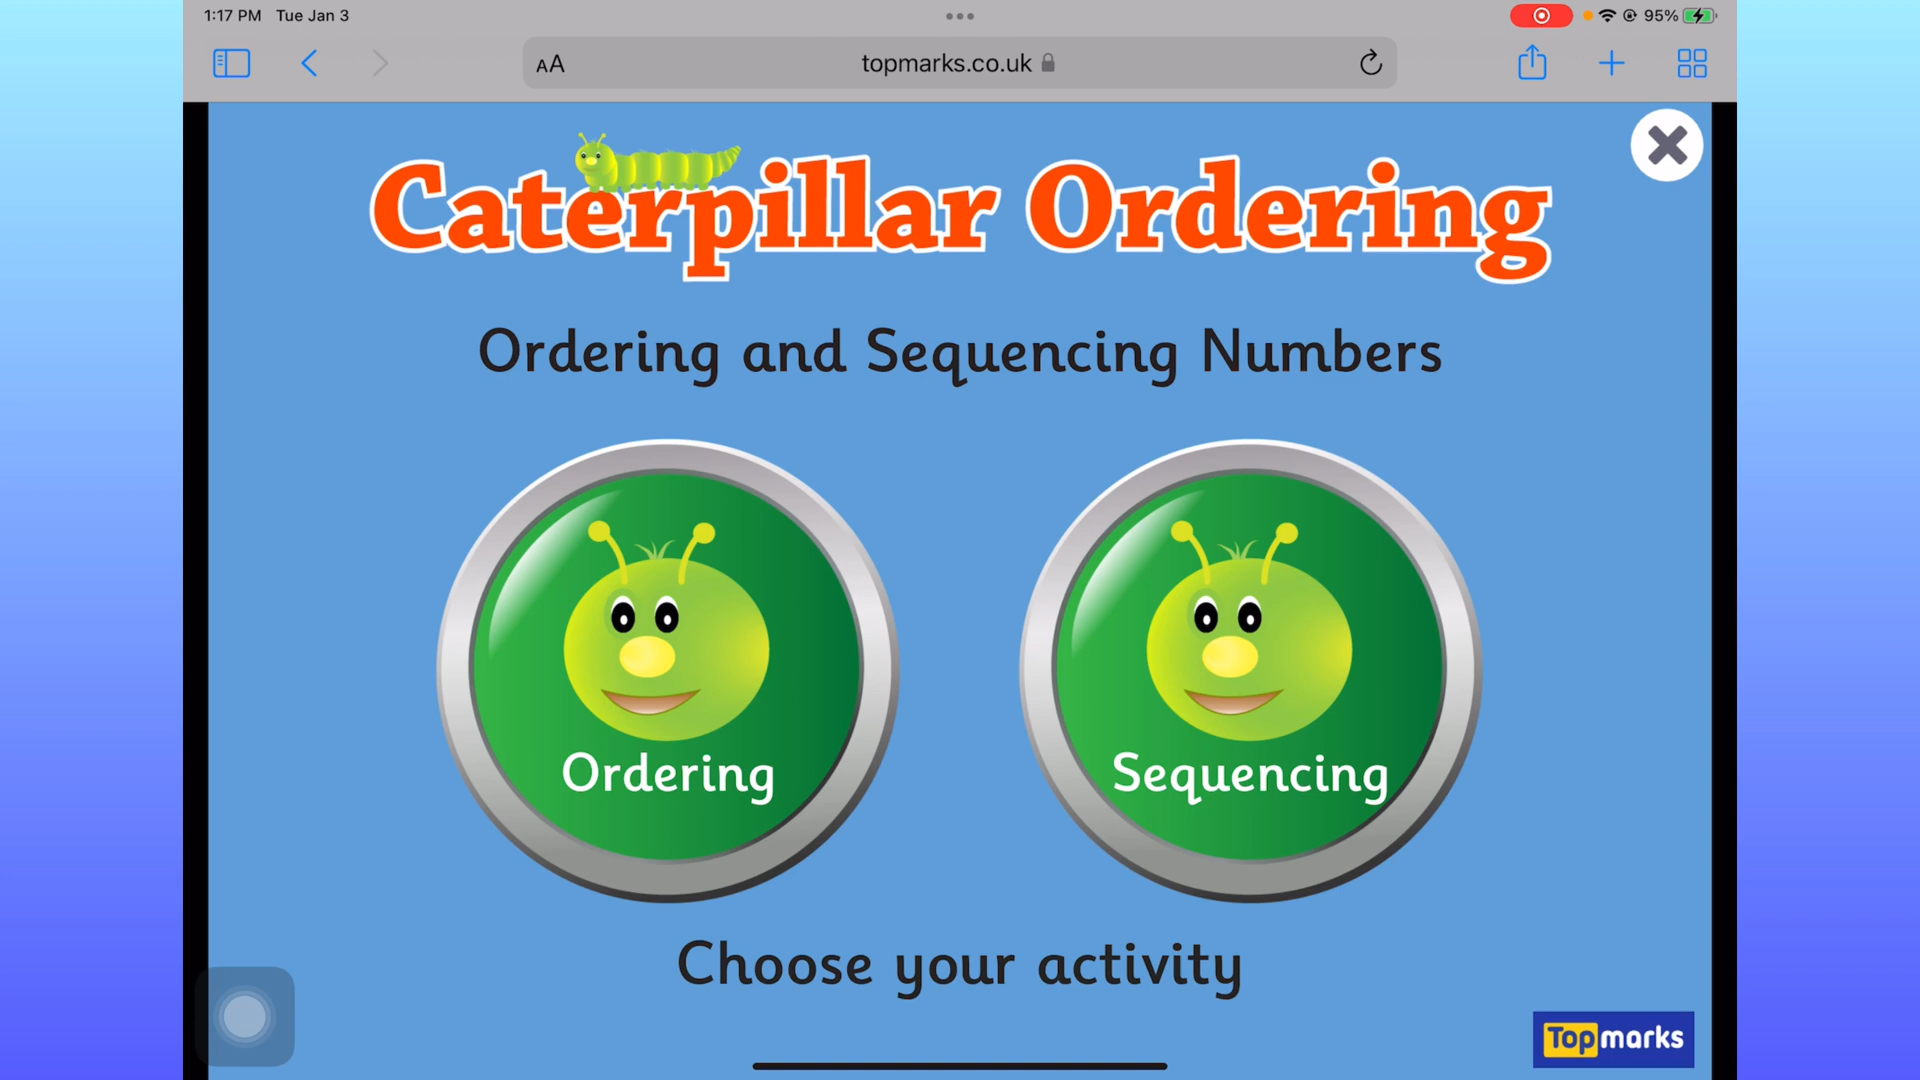 1:17 PM Tue Jan 3
95%
AA
topmarks.co.uk
Caterpillar Ordering
Ordering and Sequencing Numbers
Ordering
Sequencing
Choose your activity
Topmarks